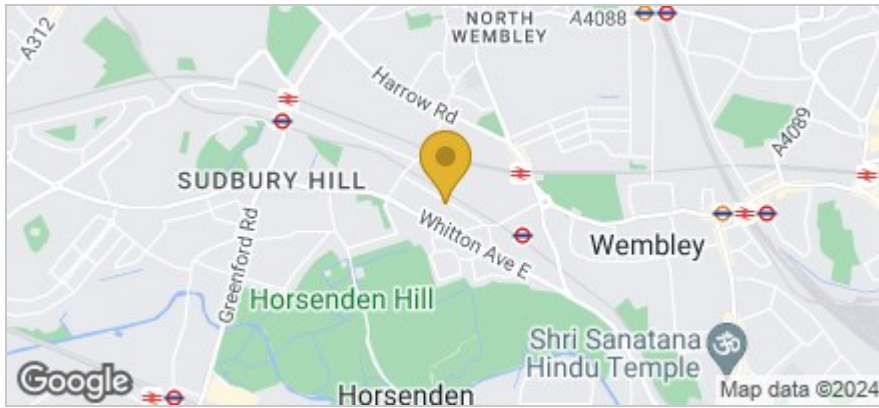 A312
NORTH
WEMBLEY
A4088
Harrow Rd
A4089
SUDBURY HILL
Greenford Rd
Whitton Ave E
Wembley
Horsenden Hill
Shri Sanatana
Hindu Temple
Horsenden
Google
Map data ©2024